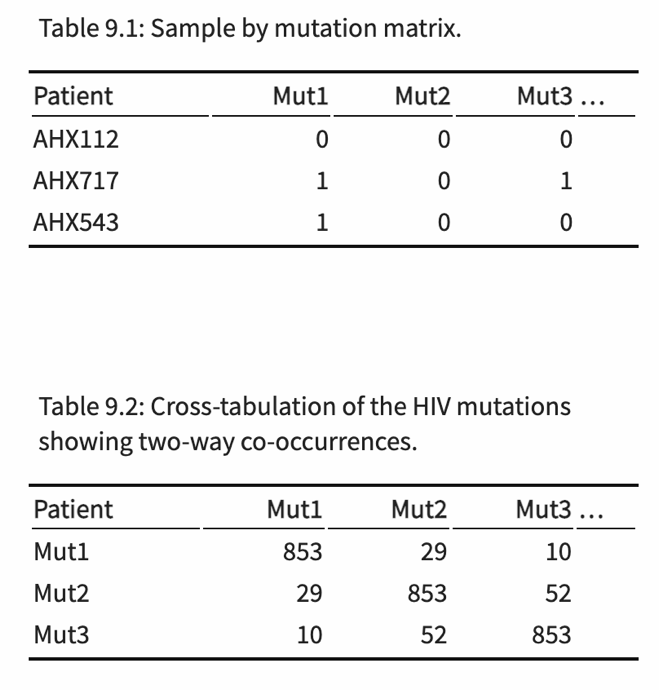 Table 9.1: Sample by mutation matrix.
Patient Mut1 Mut2 Mut3 ...
AHX112 0 0 0
AHX717 1 0 1
AHX543 1 0 0
Table 9.2: Cross-tabulation of the HIV mutations
showing two-way co-occurrences.
Patient Mut1 Mut2 Mut3 ...
Mut1 853 29 10
Mut2 29 853 52
Mut3 10 52 853